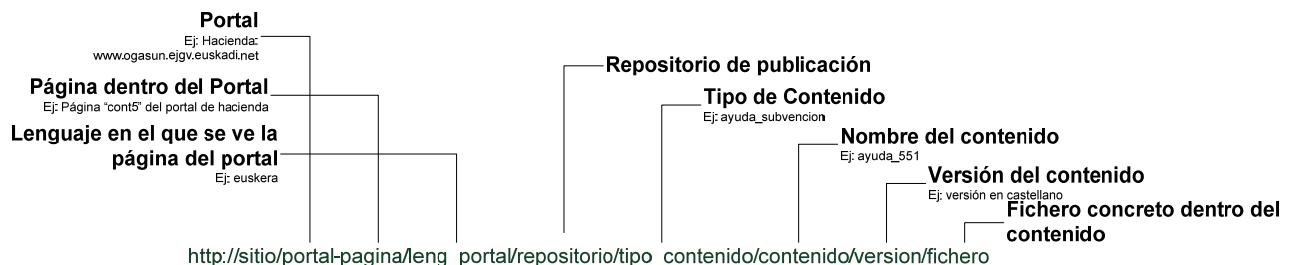 Portal
Ej: Hacienda:
www.ogasun.ejgv.euskadi.net
Página dentro del Portal
Ej: Página “cont5” del portal de hacienda
Lenguaje en el que se ve la
página del portal
Ej: euskera
Repositorio de publicación
Tipo de Contenido
Ej: ayuda_subvencion
Nombre del contenido
Ej: ayuda_551
Versión del contenido
Ej: versión en castellano
Fichero concreto dentro del
contenido
http://sitio/portal-pagina/leng_portal/repositorio/tipo_contenido/contenido/version/fichero